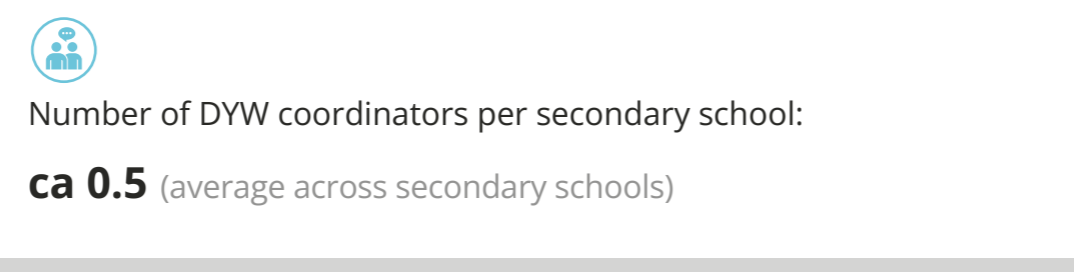 Number of DYW coordinators per secondary school:
ca 0.5 (average across secondary schools)